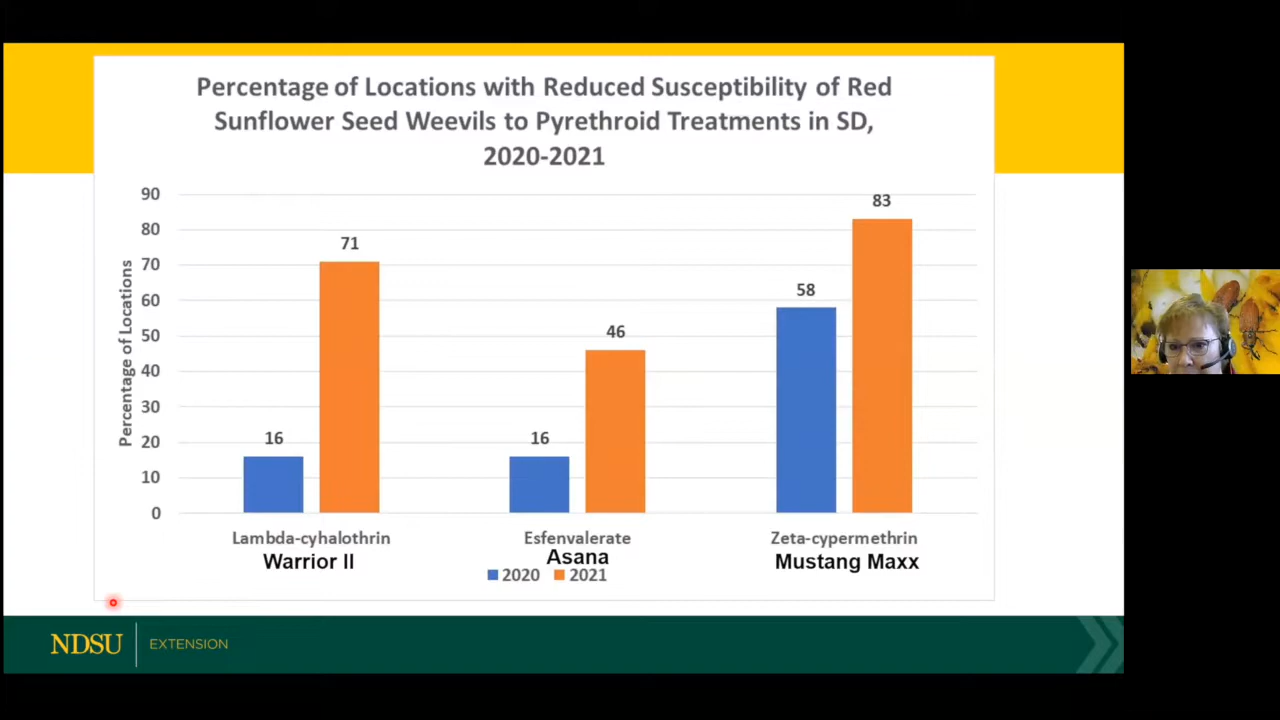 Percentage of Locations with Reduced Susceptibility of Red
Sunflower Seed Weevils to Pyrethroid Treatments in SD,
2020-2021
Percentage of Locations
90
80
70
60
50
40
30
20
10
0
16
71
16
46
58
83
Lambda-cyhalothrin
Esfenvalerate
Zeta-cypermethrin
Warrior II
Asana
Mustang Maxx
2020
2021
NDSU
EXTENSION